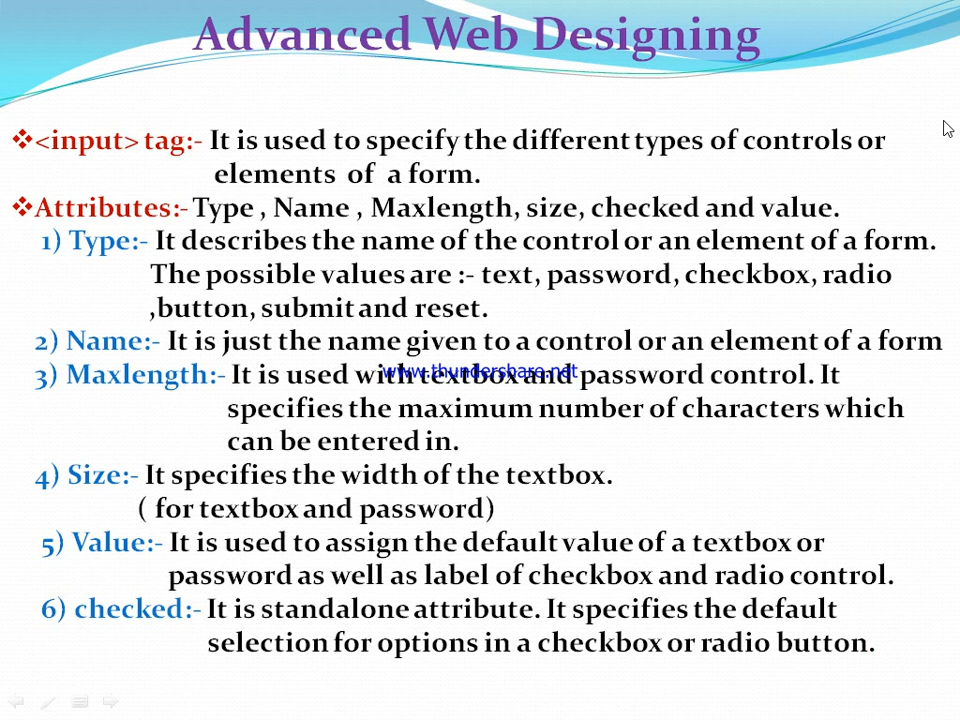 Advanced Web Designing
❖<input> tag:- It is used to specify the different types of controls or
elements of a form.
❖Attributes:- Type , Name , Maxlength, size, checked and value.
1) Type:- It describes the name of the control or an element of a form.
The possible values are :- text, password, checkbox, radio
,button, submit and reset.
2) Name:- It is just the name given to a control or an element of a form
3) Maxlength:- It is used with textbox and password control. It
www.thundershare.net
specifies the maximum number of characters which
can be entered in.
4) Size:- It specifies the width of the textbox.
( for textbox and password)
5) Value:- It is used to assign the default value of a textbox or
password as well as label of checkbox and radio control.
6) checked:- It is standalone attribute. It specifies the default
selection for options in a checkbox or radio button.